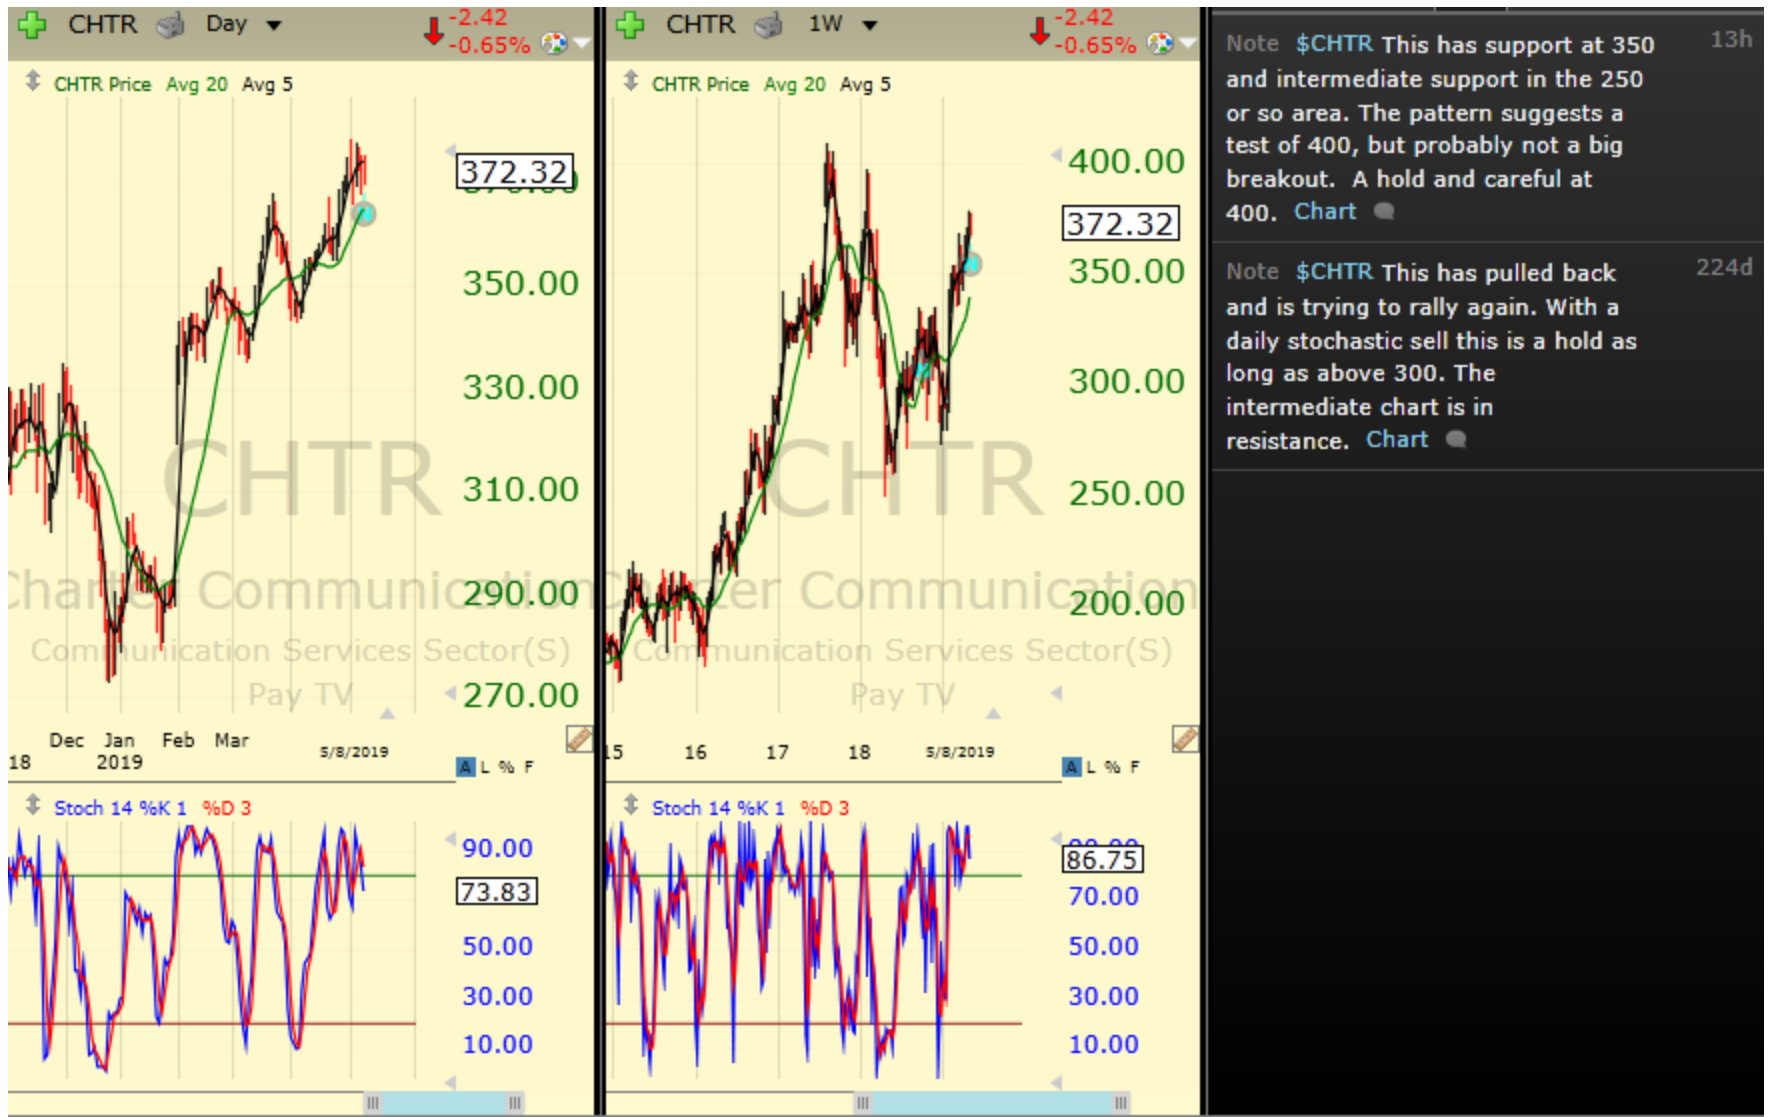 CHTR Day
-2.42
-0.65%
CHTR Price Avg 20 Avg 5
372.32
350.00
330.00
310.00
290.00
270.00
CHTR
Charter Communication
Communication Services Sector(S)
Pay TV
Dec Jan Feb Mar 5/8/2019
18 2019
A L % F
Stoch 14 %K 1 %D 3
90.00
73.83
50.00
30.00
10.00
CHTR 1W
-2.42
-0.65%
CHTR Price Avg 20 Avg 5
400.00
372.32
350.00
300.00
250.00
200.00
CHTR
Charter Communication
Communication Services Sector(S)
Pay TV
15 16 17 18 5/8/2019
A L % F
Stoch 14 %K 1 %D 3
86.75
70.00
50.00
30.00
10.00
Note $CHTR This has support at 350 13h
and intermediate support in the 250
or so area. The pattern suggests a
test of 400, but probably not a big
breakout. A hold and careful at
400. Chart
Note $CHTR This has pulled back 224d
and is trying to rally again. With a
daily stochastic sell this is a hold as
long as above 300. The
intermediate chart is in
resistance. Chart